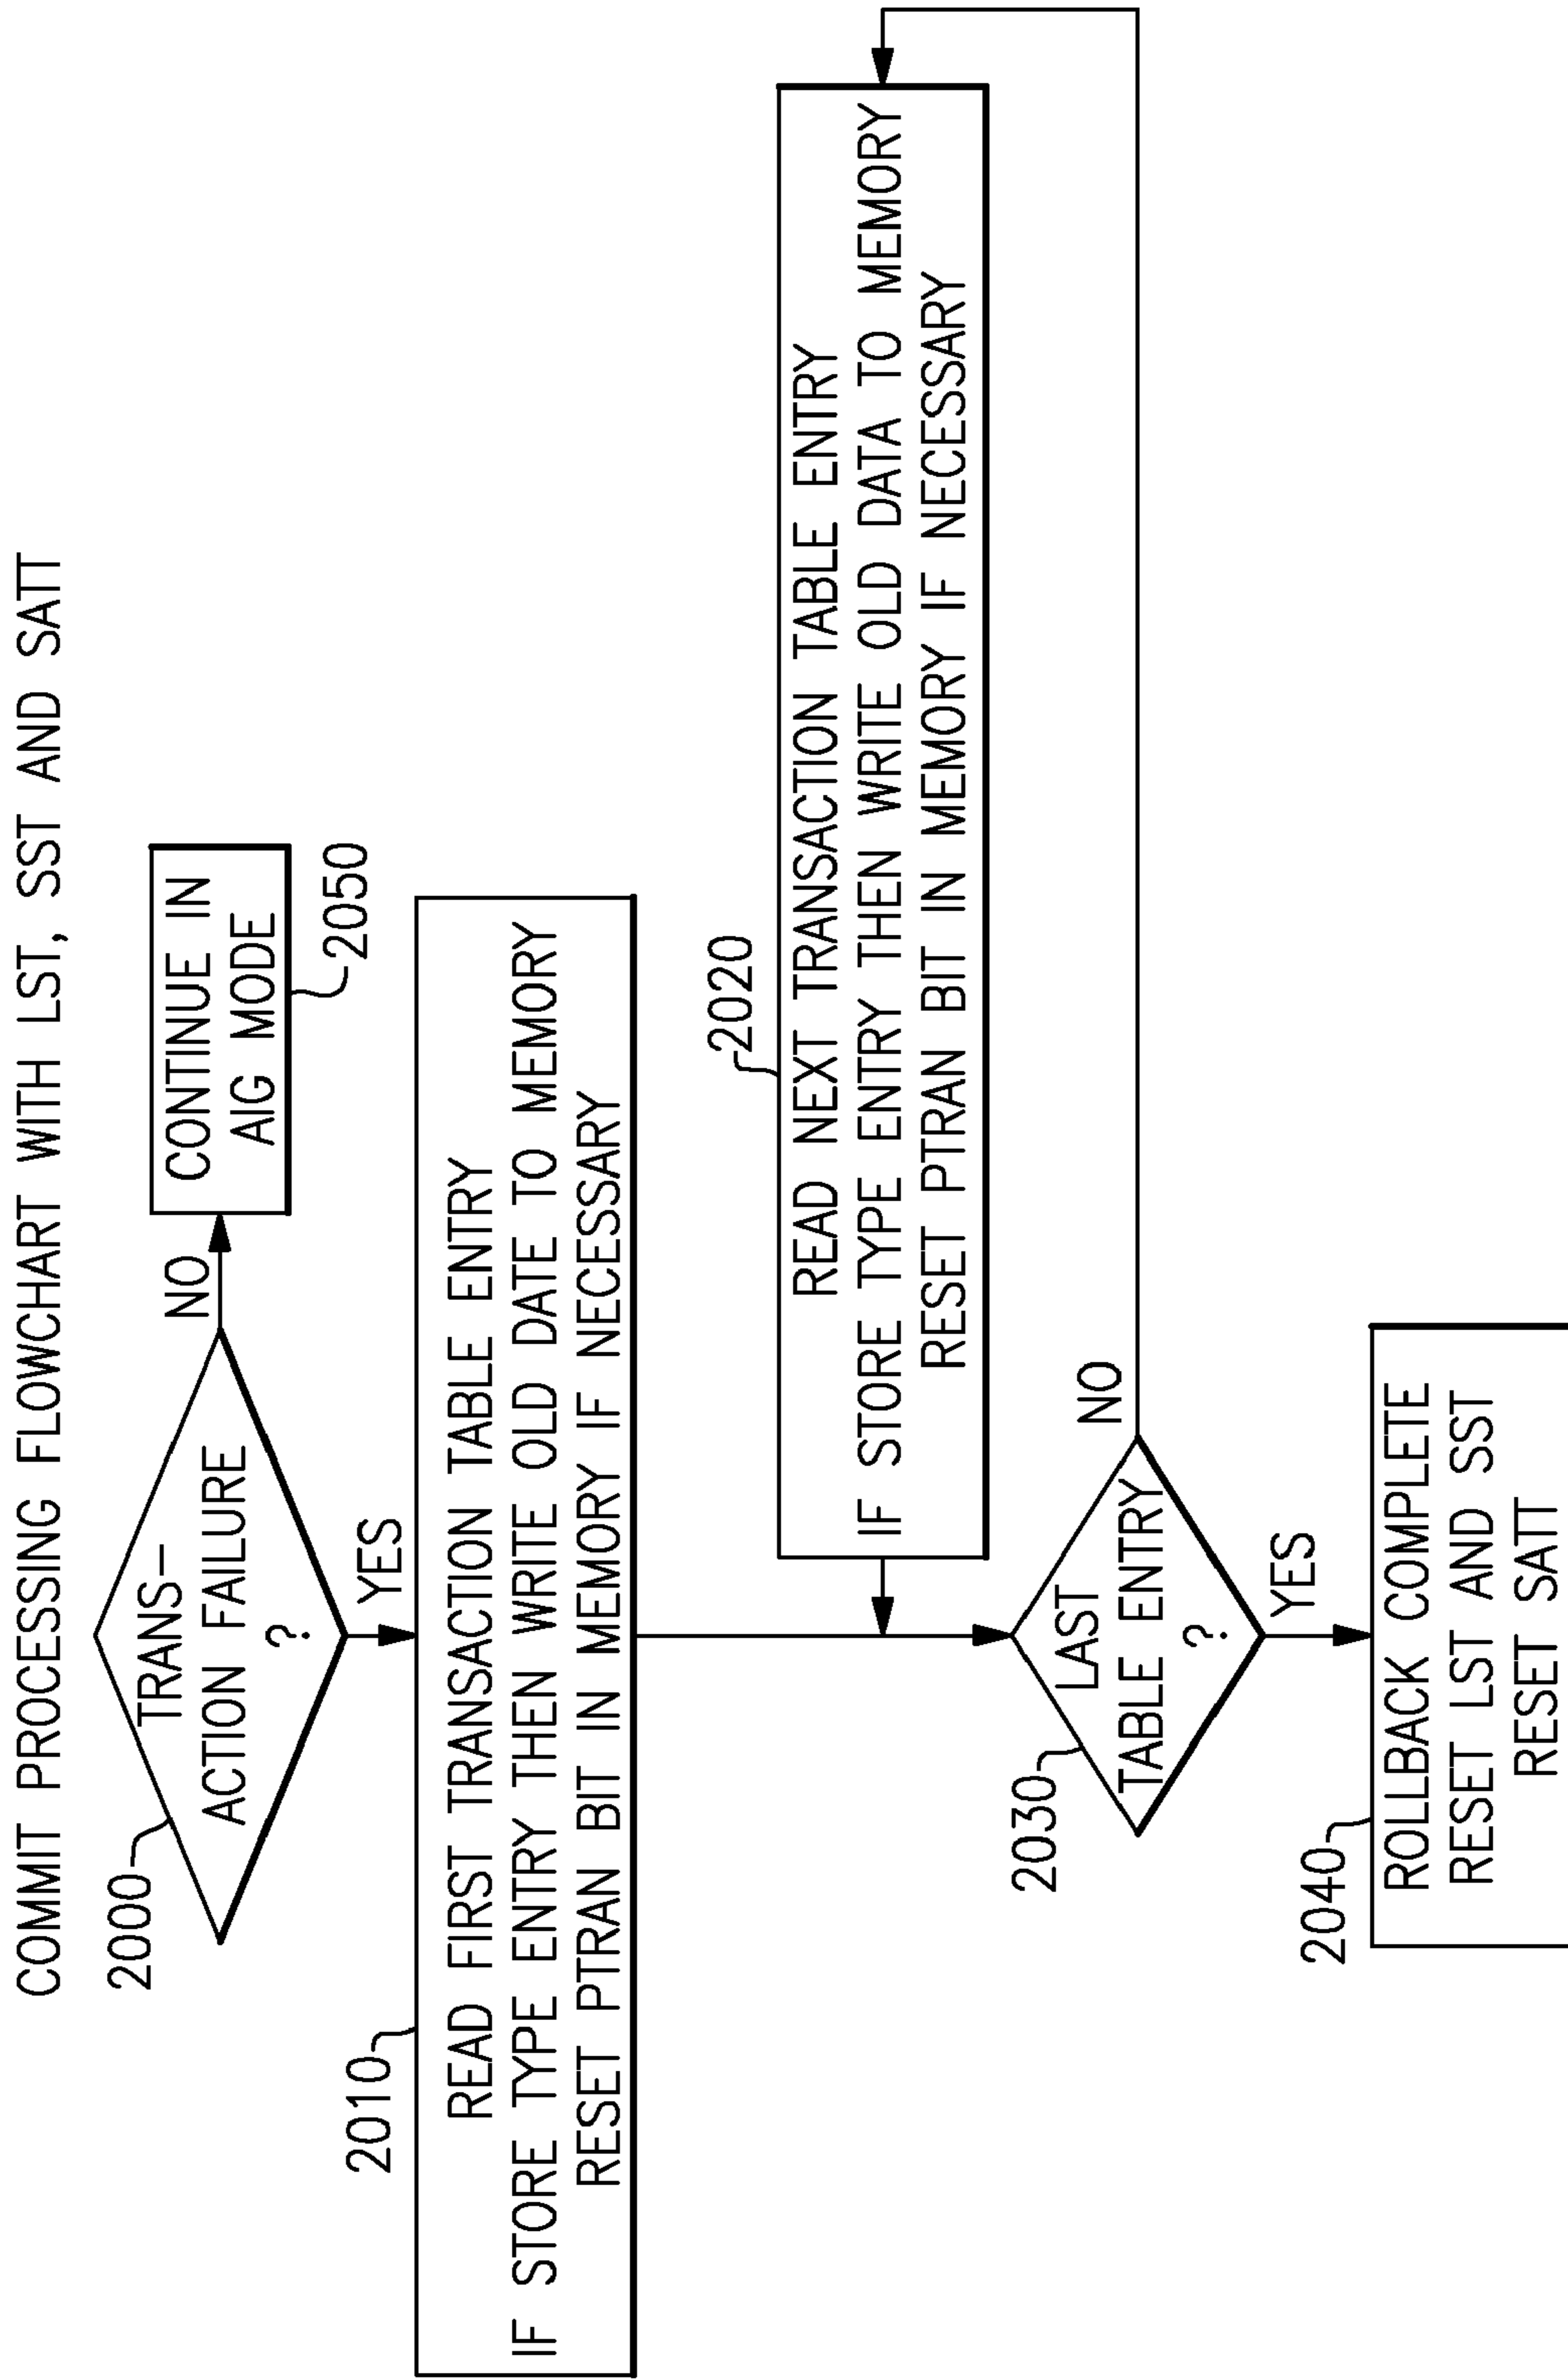 COMMIT PROCESSING FLOWCHART WITH LST, SST AND SATT
2000
TRANS-
ACTION FAILURE
?
NO
CONTINUE IN
AIG MODE
2050
YES
2010
READ FIRST TRANSACTION TABLE ENTRY
IF STORE TYPE ENTRY THEN WRITE OLD DATE TO MEMORY
RESET PTRAN BIT IN MEMORY IF NECESSARY
2020
READ NEXT TRANSACTION TABLE ENTRY
IF STORE TYPE ENTRY THEN WRITE OLD DATA TO MEMORY
RESET PTRAN BIT IN MEMORY IF NECESSARY
2030
LAST
TABLE ENTRY
?
NO
YES
2040
ROLLBACK COMPLETE
RESET LST AND SST
RESET SATT